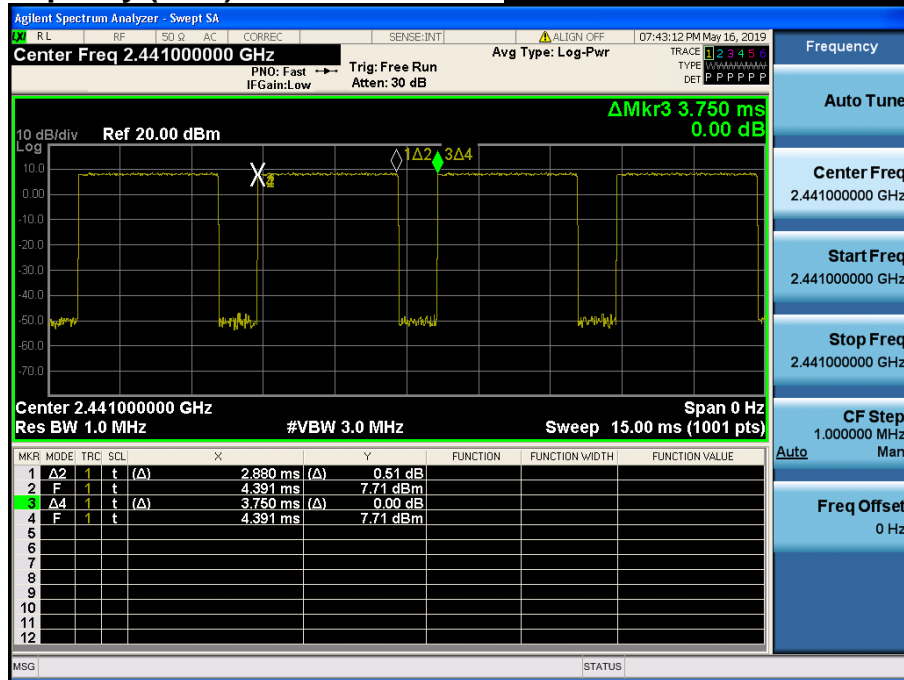 Agilent Spectrum Analyzer - Swept SA
LXI RL RF 50 Ω AC CORREC SENSE:INT ALIGN OFF 07:43:12 PM May 16, 2019
Center Freq 2.441000000 GHz
PNO: Fast
IFGain:Low
Trig: Free Run
Atten: 30 dB
Avg Type: Log-Pwr
TRACE 1 2 3 4 5 6
TYPE
DET P P P P P P
ΔMkr3 3.750 ms
0.00 dB
10 dB/div Ref 20.00 dBm
Log
1Δ2 3Δ4
X
10.0
0.00
-10.0
-20.0
-30.0
-40.0
-50.0
-60.0
-70.0
Center 2.441000000 GHz Span 0 Hz
Res BW 1.0 MHz #VBW 3.0 MHz Sweep 15.00 ms (1001 pts)
MKR MODE TRC SCL X Y FUNCTION FUNCTION WIDTH FUNCTION VALUE
1 Δ2 1 t (Δ) 2.880 ms (Δ) 0.51 dB
2 F 1 t 4.391 ms 7.71 dBm
3 Δ4 1 t (Δ) 3.750 ms (Δ) 0.00 dB
4 F 1 t 4.391 ms 7.71 dBm
5
6
7
8
9
10
11
12
MSG STATUS
Frequency
Auto Tune
Center Freq
2.441000000 GHz
Start Freq
2.441000000 GHz
Stop Freq
2.441000000 GHz
CF Step
1.000000 MHz
Auto Man
Freq Offset
0 Hz